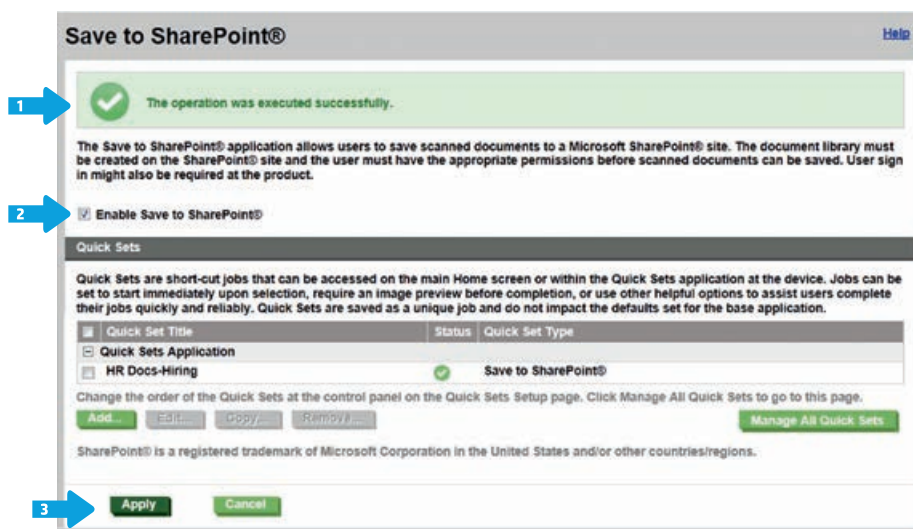 Save to SharePoint®
Help
1
The operation was executed successfully.
The Save to SharePoint® application allows users to save scanned documents to a Microsoft SharePoint® site. The document library must
be created on the SharePoint® site and the user must have the appropriate permissions before scanned documents can be saved. User sign
in might also be required at the product.
2
Enable Save to SharePoint®
Quick Sets
Quick Sets are short-cut jobs that can be accessed on the main Home screen or within the Quick Sets application at the device. Jobs can be
set to start immediately upon selection, require an image preview before completion, or use other helpful options to assist users complete
their jobs quickly and reliably. Quick Sets are saved as a unique job and do not impact the defaults set for the base application.
Quick Set Title Status Quick Set Type
Quick Sets Application
HR Docs-Hiring Save to SharePoint®
Change the order of the Quick Sets at the control panel on the Quick Sets Setup page. Click Manage All Quick Sets to go to this page.
Add... Edit... Copy... Remove... Manage All Quick Sets
SharePoint® is a registered trademark of Microsoft Corporation in the United States and/or other countries/regions.
3
Apply Cancel